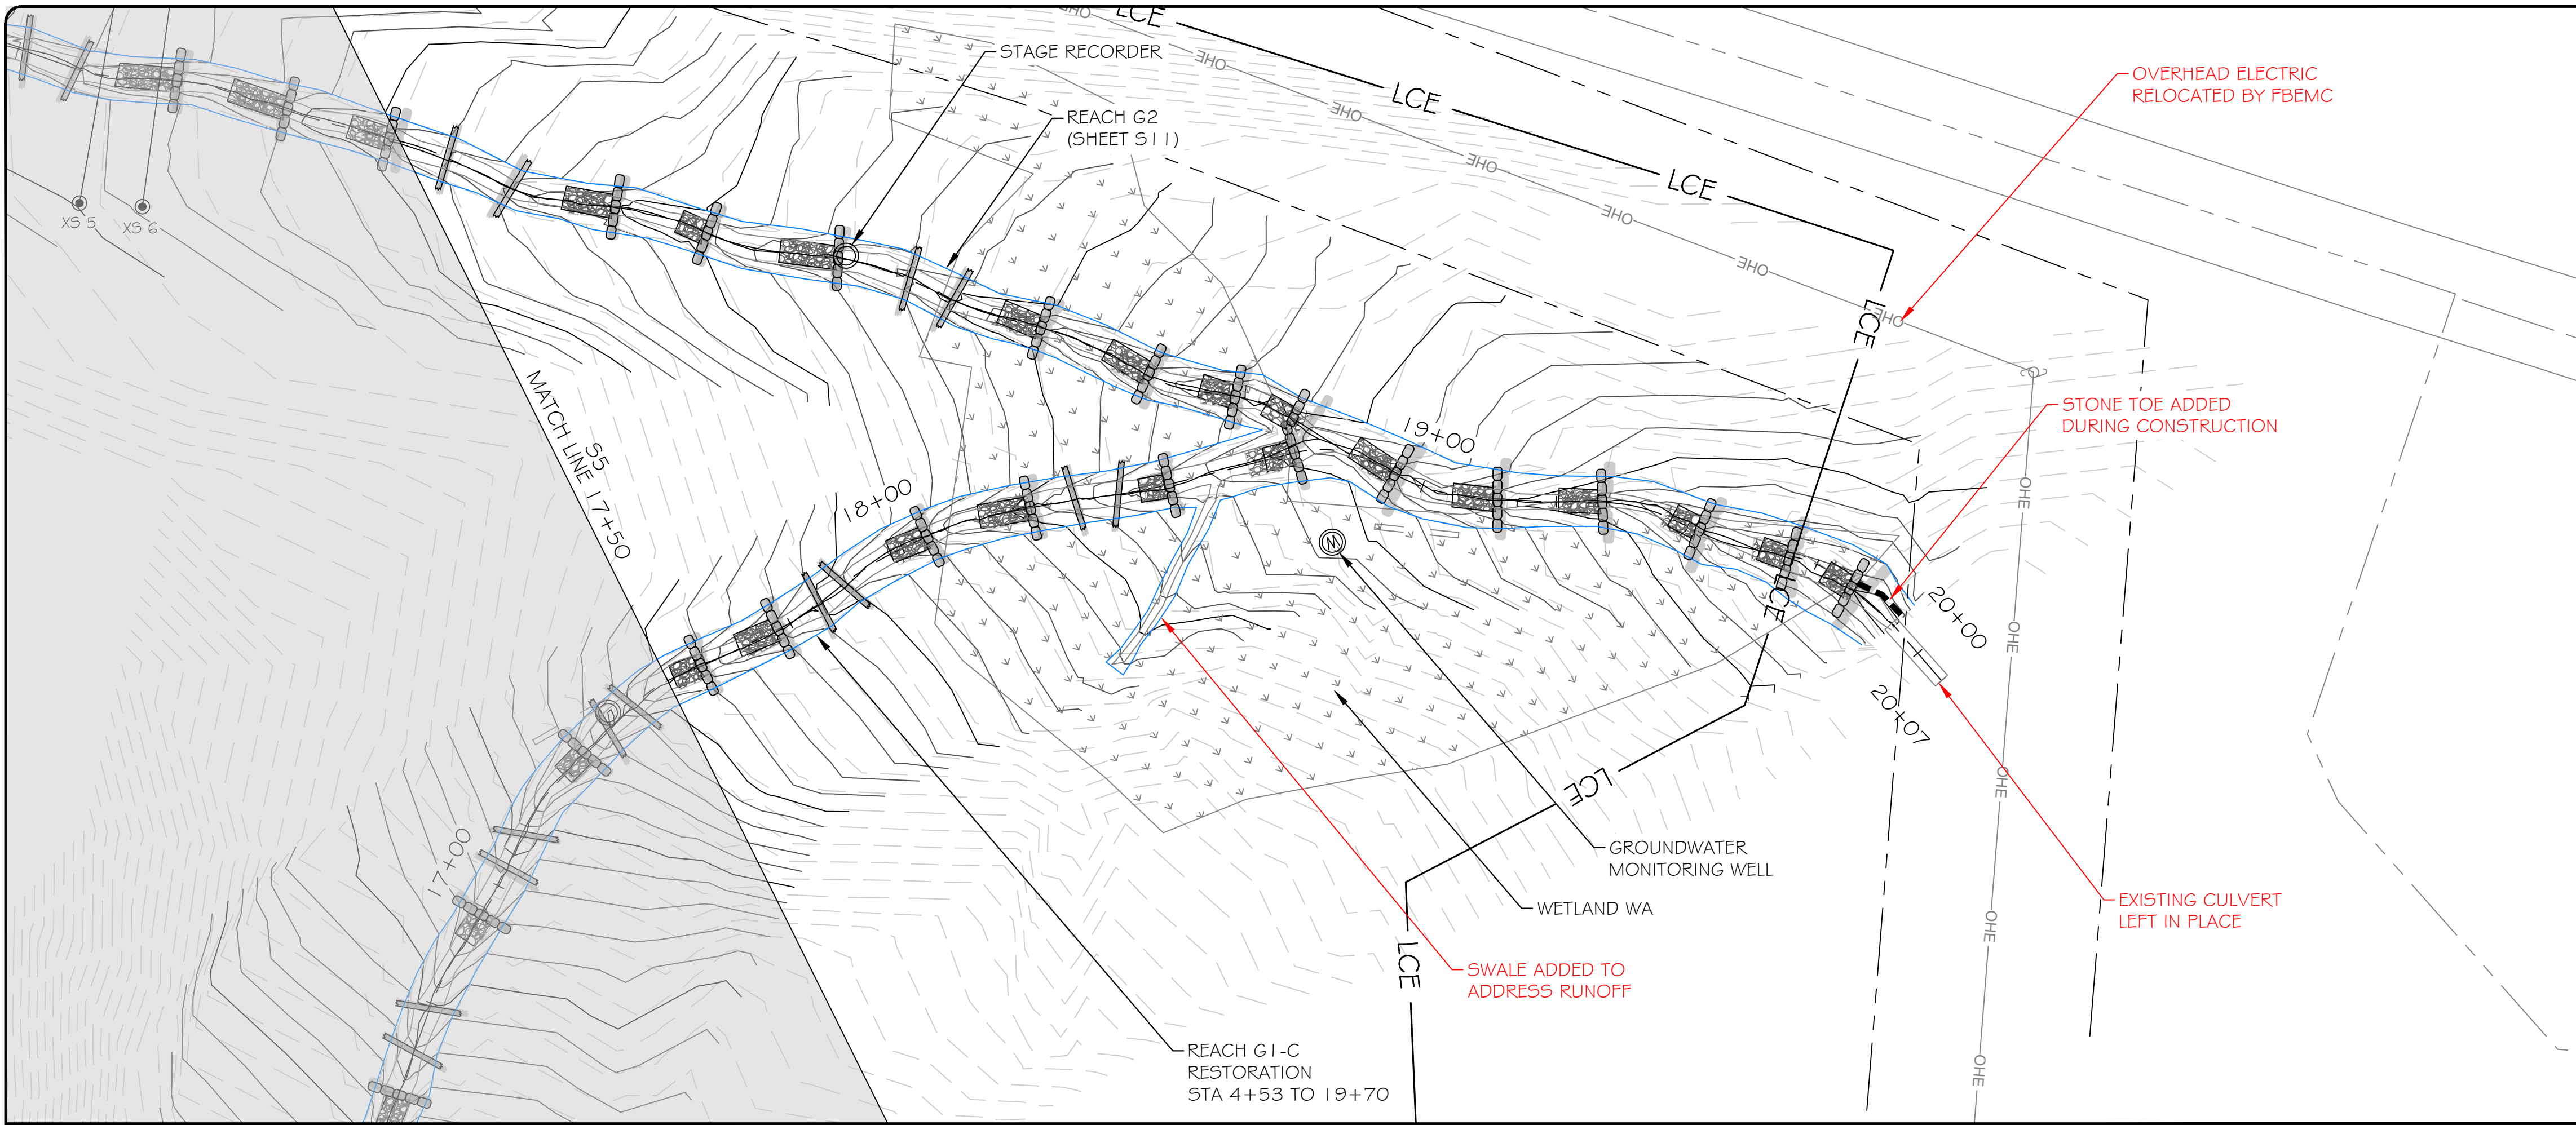 LCE
OHE
STAGE RECORDER
OHE
OVERHEAD ELECTRIC
RELOCATED BY FBEMC
LCE
OHE
REACH G2
(SHEET S11)
OHE
LCE
XS 5
XS 6
OHE
OHE
LCE
OHE
STONE TOE ADDED
DURING CONSTRUCTION
19+00
S5
MATCH LINE 17+50
18+00
OHE
LCE
20+00
OHE
20+07
LCE
OHE
17+00
GROUNDWATER
MONITORING WELL
WETLAND WA
EXISTING CULVERT
LEFT IN PLACE
OHE
LCE
SWALE ADDED TO
ADDRESS RUNOFF
REACH G1-C
RESTORATION
STA 4+53 TO 19+70
OHE